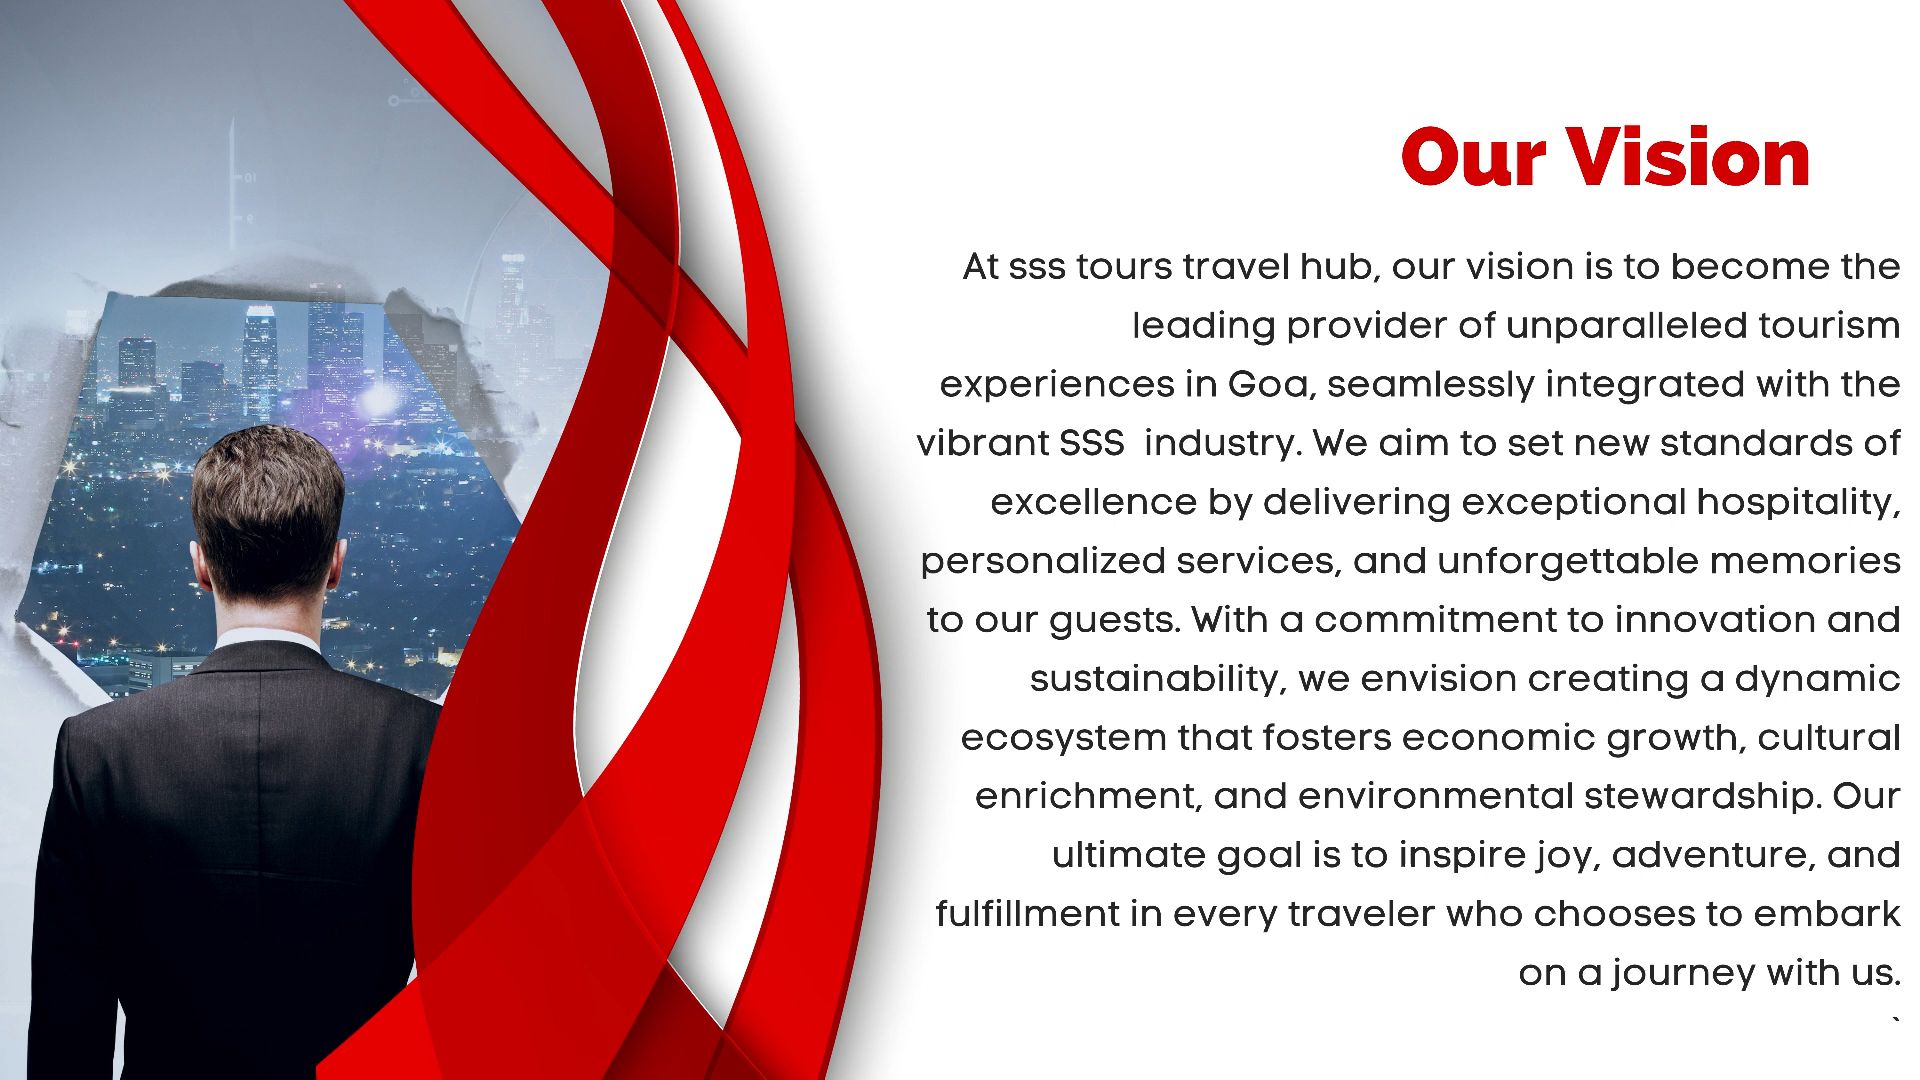 Our Vision
At sss tours travel hub, our vision is to become the
leading provider of unparalleled tourism
experiences in Goa, seamlessly integrated with the
vibrant SSS  industry. We aim to set new standards of
excellence by delivering exceptional hospitality,
personalized services, and unforgettable memories
to our guests. With a commitment to innovation and
sustainability, we envision creating a dynamic
ecosystem that fosters economic growth, cultural
enrichment, and environmental stewardship. Our
ultimate goal is to inspire joy, adventure, and
fulfillment in every traveler who chooses to embark
on a journey with us.
`